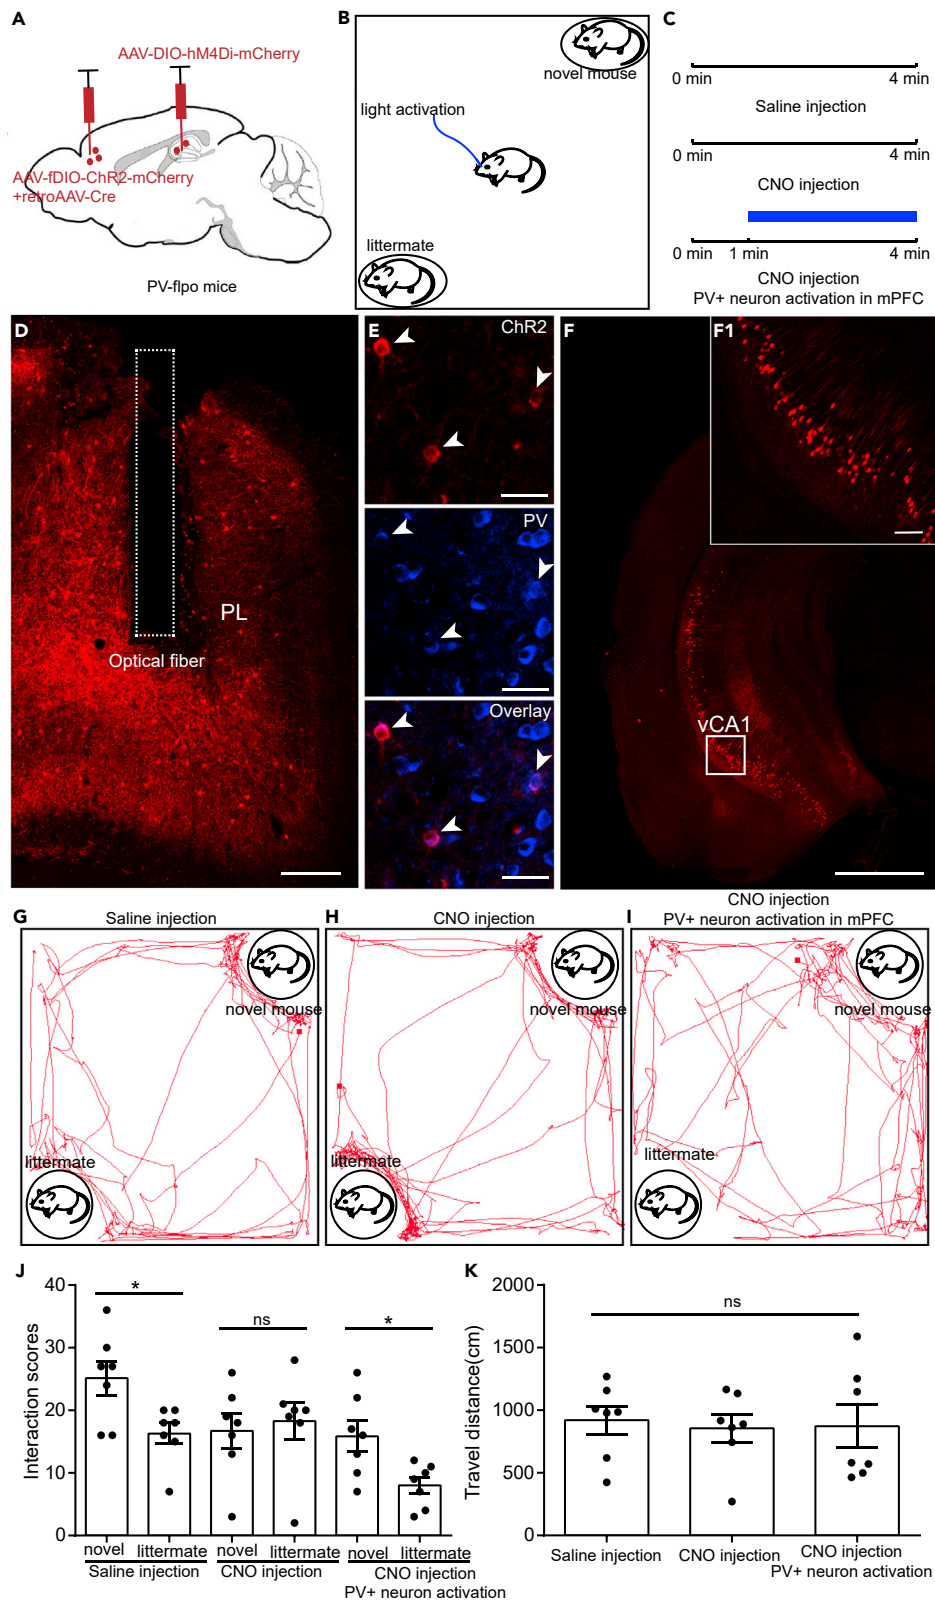 A
AAV-DIO-hM4Di-mCherry
AAV-fDIO-ChR2-mCherry
+retroAAV-Cre
PV-flpo mice
B
novel mouse
light activation
littermate
C
0 min 4 min
Saline injection
0 min 4 min
CNO injection
0 min 1 min 4 min
CNO injection
PV+ neuron activation in mPFC
D
PL
Optical fiber
E
ChR2
PV
Overlay
F
F1
vCA1
G
Saline injection
novel mouse
littermate
H
CNO injection
novel mouse
littermate
I
CNO injection
PV+ neuron activation in mPFC
novel mouse
littermate
J
Interaction scores
40
30
20
10
0
*
ns
*
novel littermate novel littermate novel littermate
Saline injection CNO injection CNO injection
PV+ neuron activation
K
Travel distance(cm)
2000
1500
1000
500
0
ns
Saline injection CNO injection CNO injection
PV+ neuron activation